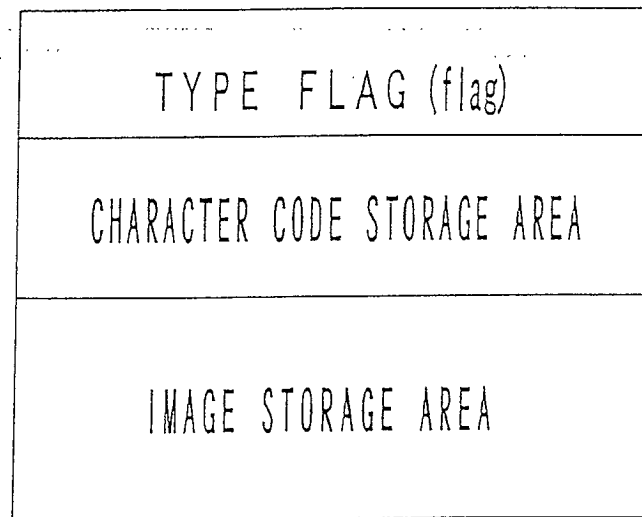 TYPE FLAG (flag)
CHARACTER CODE STORAGE AREA
IMAGE STORAGE AREA